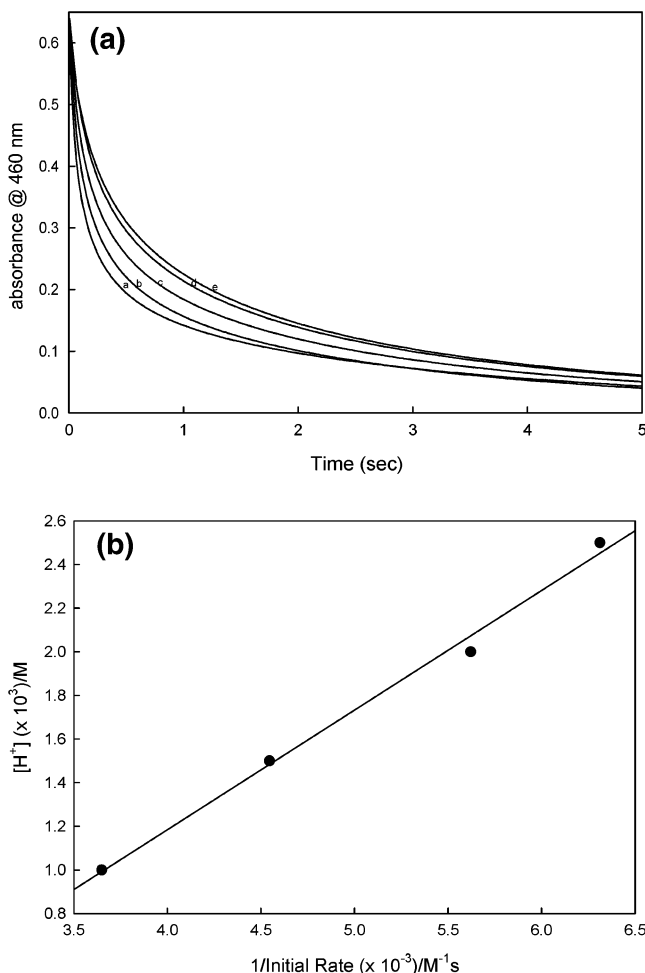 (a)
absorbance @ 460 nm
0.6
0.5
0.4
0.3
0.2
0.1
0.0
a b c d e
0 1 2 3 4 5
Time (sec)
(b)
[H⁺] (x 10³)/M
2.6
2.4
2.2
2.0
1.8
1.6
1.4
1.2
1.0
0.8
3.5 4.0 4.5 5.0 5.5 6.0 6.5
1/Initial Rate (x 10⁻³)/M⁻¹s